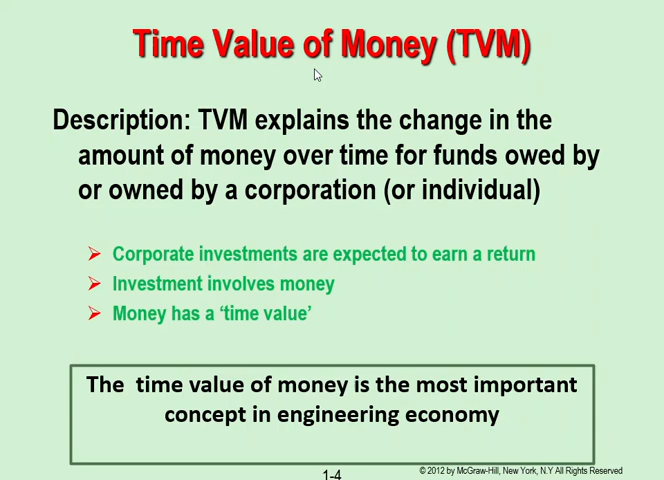 Time Value of Money (TVM)
Description: TVM explains the change in the
amount of money over time for funds owed by
or owned by a corporation (or individual)
Corporate investments are expected to earn a return
Investment involves money
Money has a ‘time value’
The time value of money is the most important
concept in engineering economy
1-4
© 2012 by McGraw-Hill, New York, N.Y All Rights Reserved